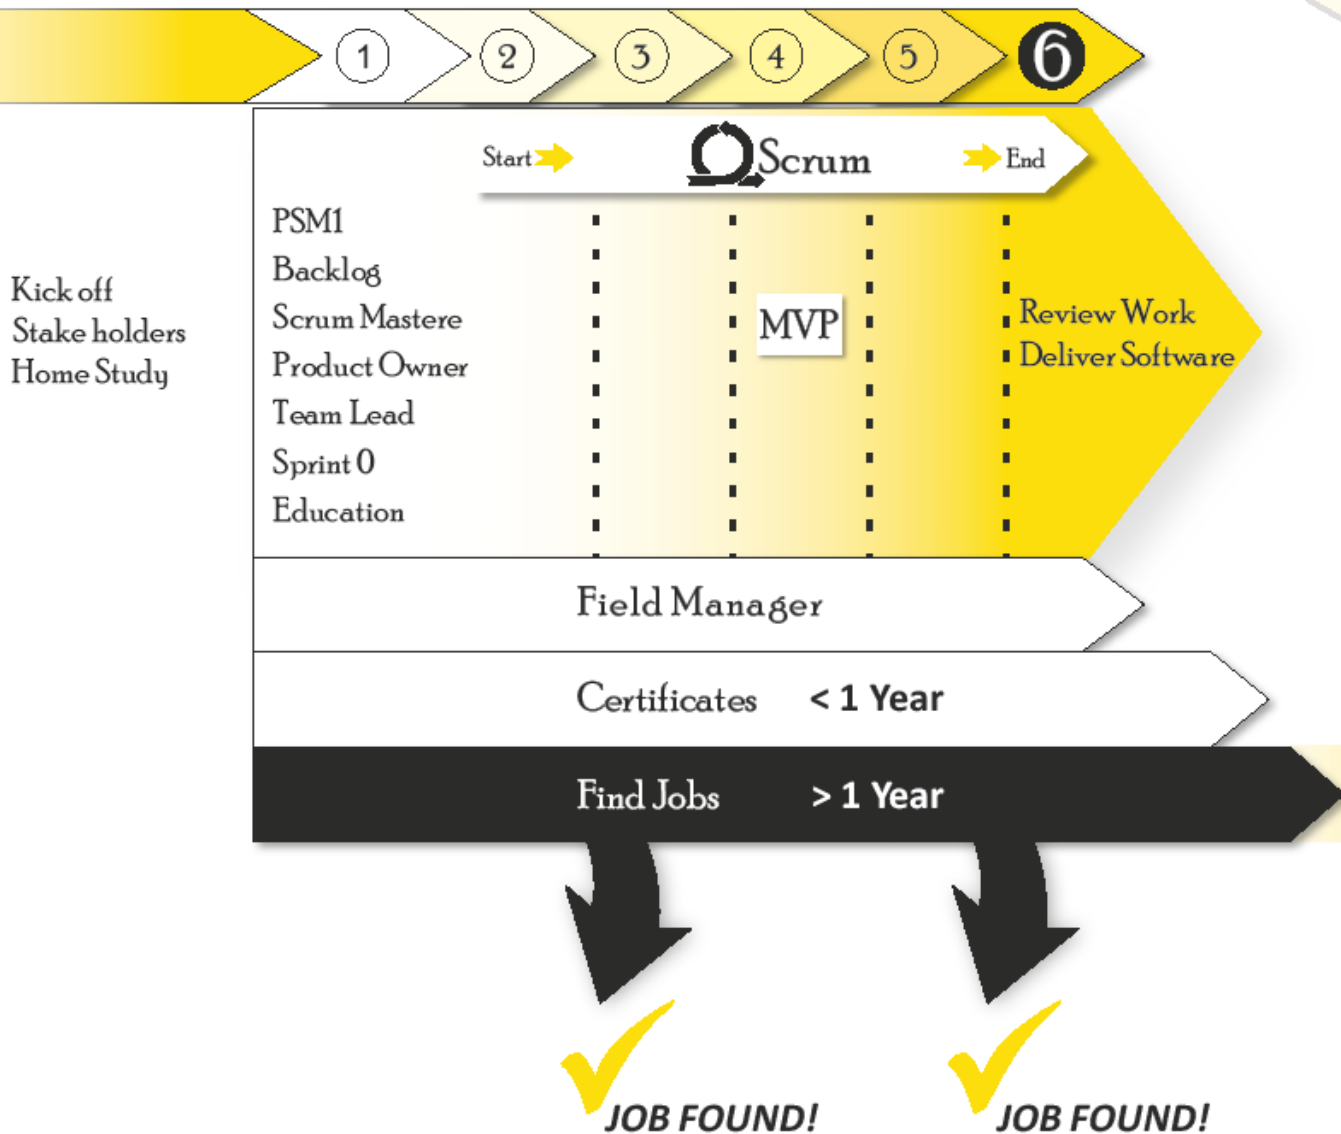 1
2
3
4
5
6
Start
Scrum
End
PSM1
Backlog
Scrum Mastere
Product Owner
Team Lead
Sprint 0
Education
Kick off
Stake holders
Home Study
MVP
Review Work
Deliver Software
Field Manager
Certificates < 1 Year
Find Jobs > 1 Year
JOB FOUND!
JOB FOUND!